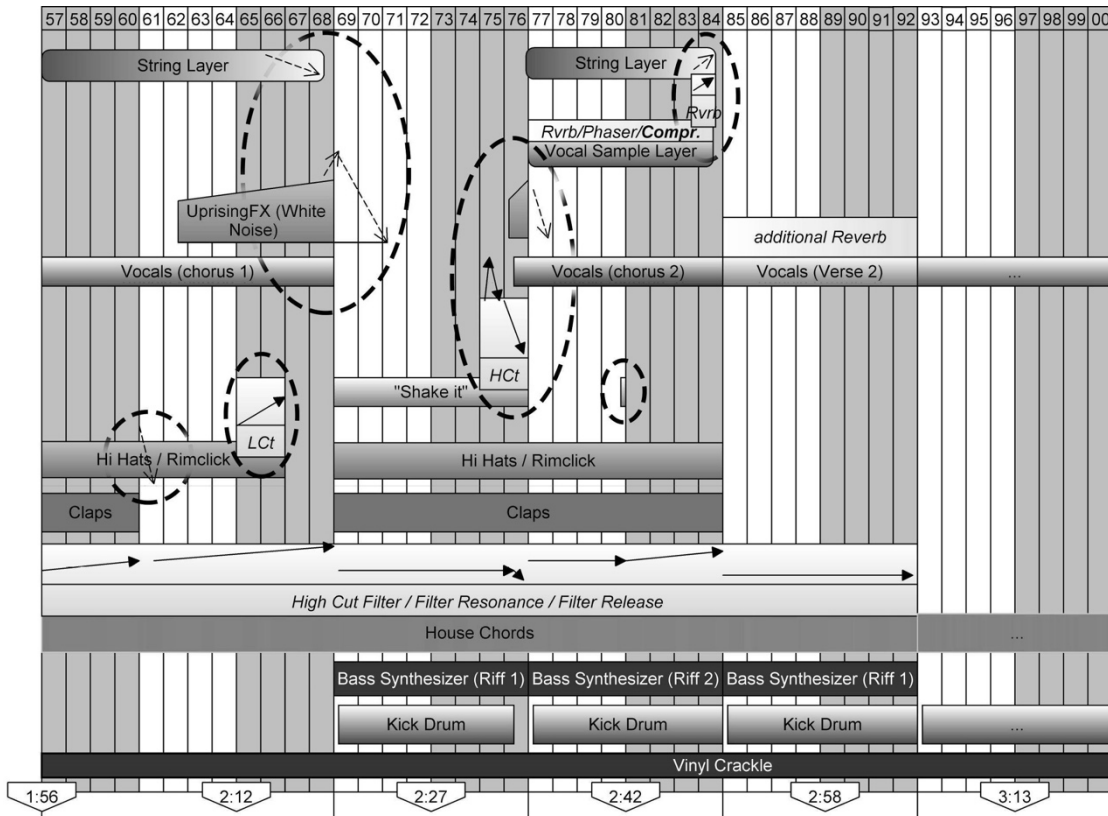 57 58 59 60 61 62 63 64 65 66 67 68 69 70 71 72 73 74 75 76 77 78 79 80 81 82 83 84 85 86 87 88 89 90 91 92 93 94 95 96 97 98 99 00
String Layer
String Layer
Rvrb
Rvrb/Phaser/Compr.
Vocal Sample Layer
UprisingFX (White
Noise)
additional Reverb
Vocals (chorus 1)
Vocals (chorus 2)
Vocals (Verse 2)
...
HCt
"Shake it"
LCt
Hi Hats / Rimclick
Hi Hats / Rimclick
Claps
Claps
High Cut Filter / Filter Resonance / Filter Release
House Chords
...
Bass Synthesizer (Riff 1)
Bass Synthesizer (Riff 2)
Bass Synthesizer (Riff 1)
Kick Drum
Kick Drum
Kick Drum
...
Vinyl Crackle
1:56
2:12
2:27
2:42
2:58
3:13